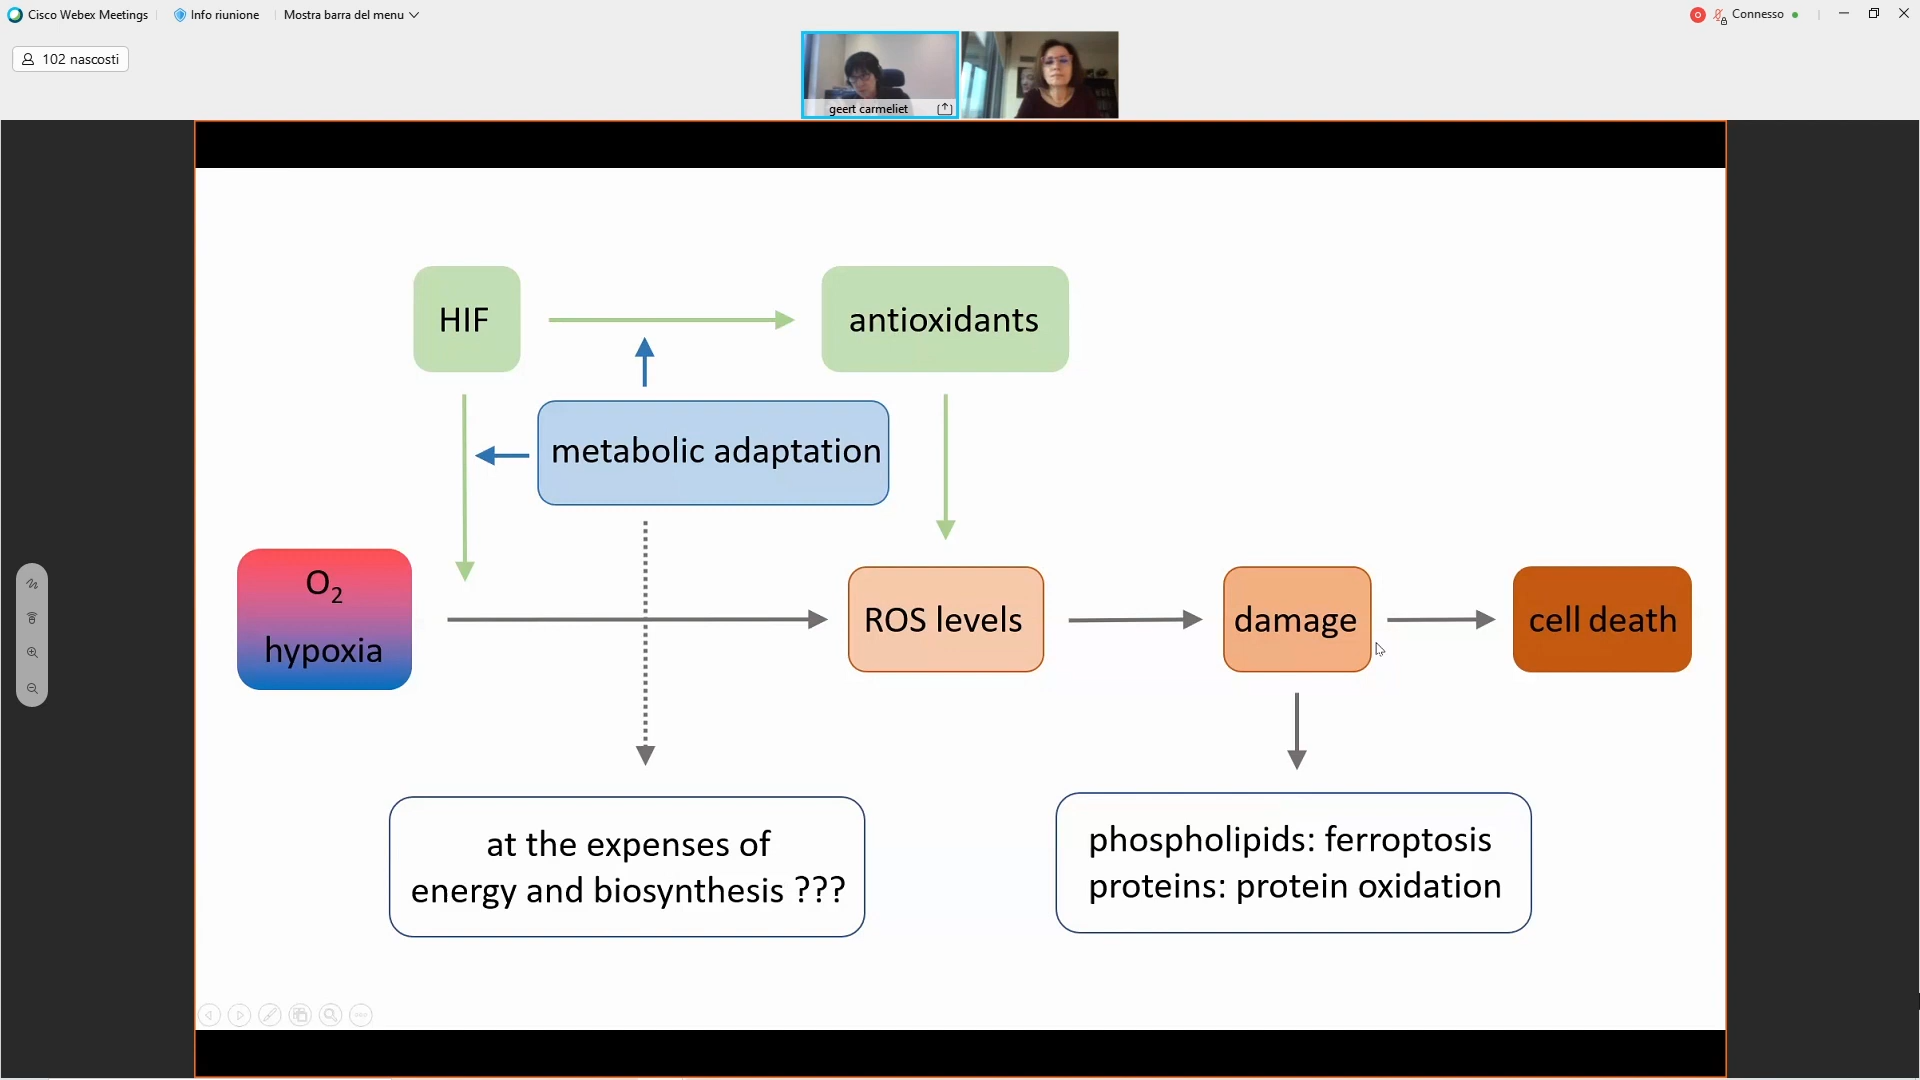 Cisco Webex Meetings
Info riunione
Mostra barra del menu
Connesso
102 nascosti
geert carmeliet
HIF
antioxidants
metabolic adaptation
O2
hypoxia
ROS levels
damage
cell death
at the expenses of
energy and biosynthesis ???
phospholipids: ferroptosis
proteins: protein oxidation